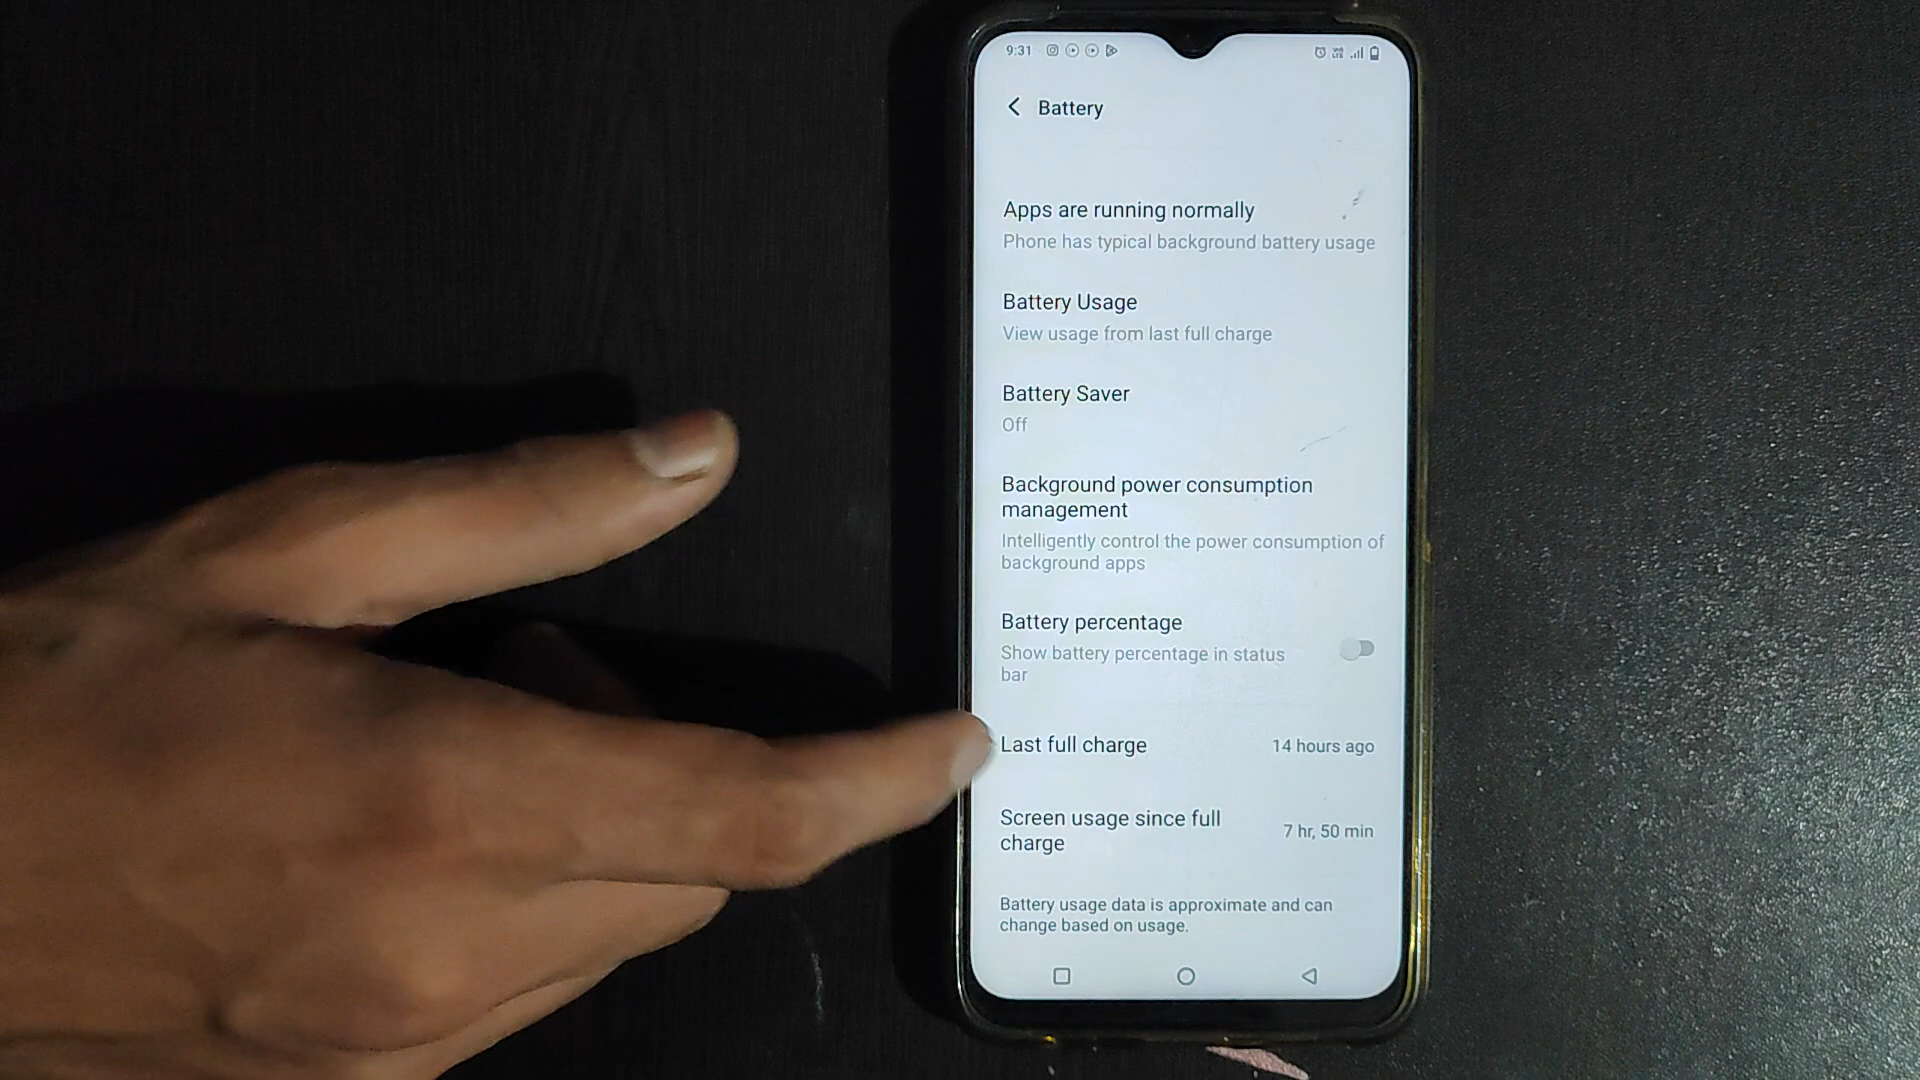 9:31
Battery
Apps are running normally
Phone has typical background battery usage
Battery Usage
View usage from last full charge
Battery Saver
Off
Background power consumption
management
Intelligently control the power consumption of
background apps
Battery percentage
Show battery percentage in status
bar
Last full charge 14 hours ago
Screen usage since full
charge
7 hr, 50 min
Battery usage data is approximate and can
change based on usage.